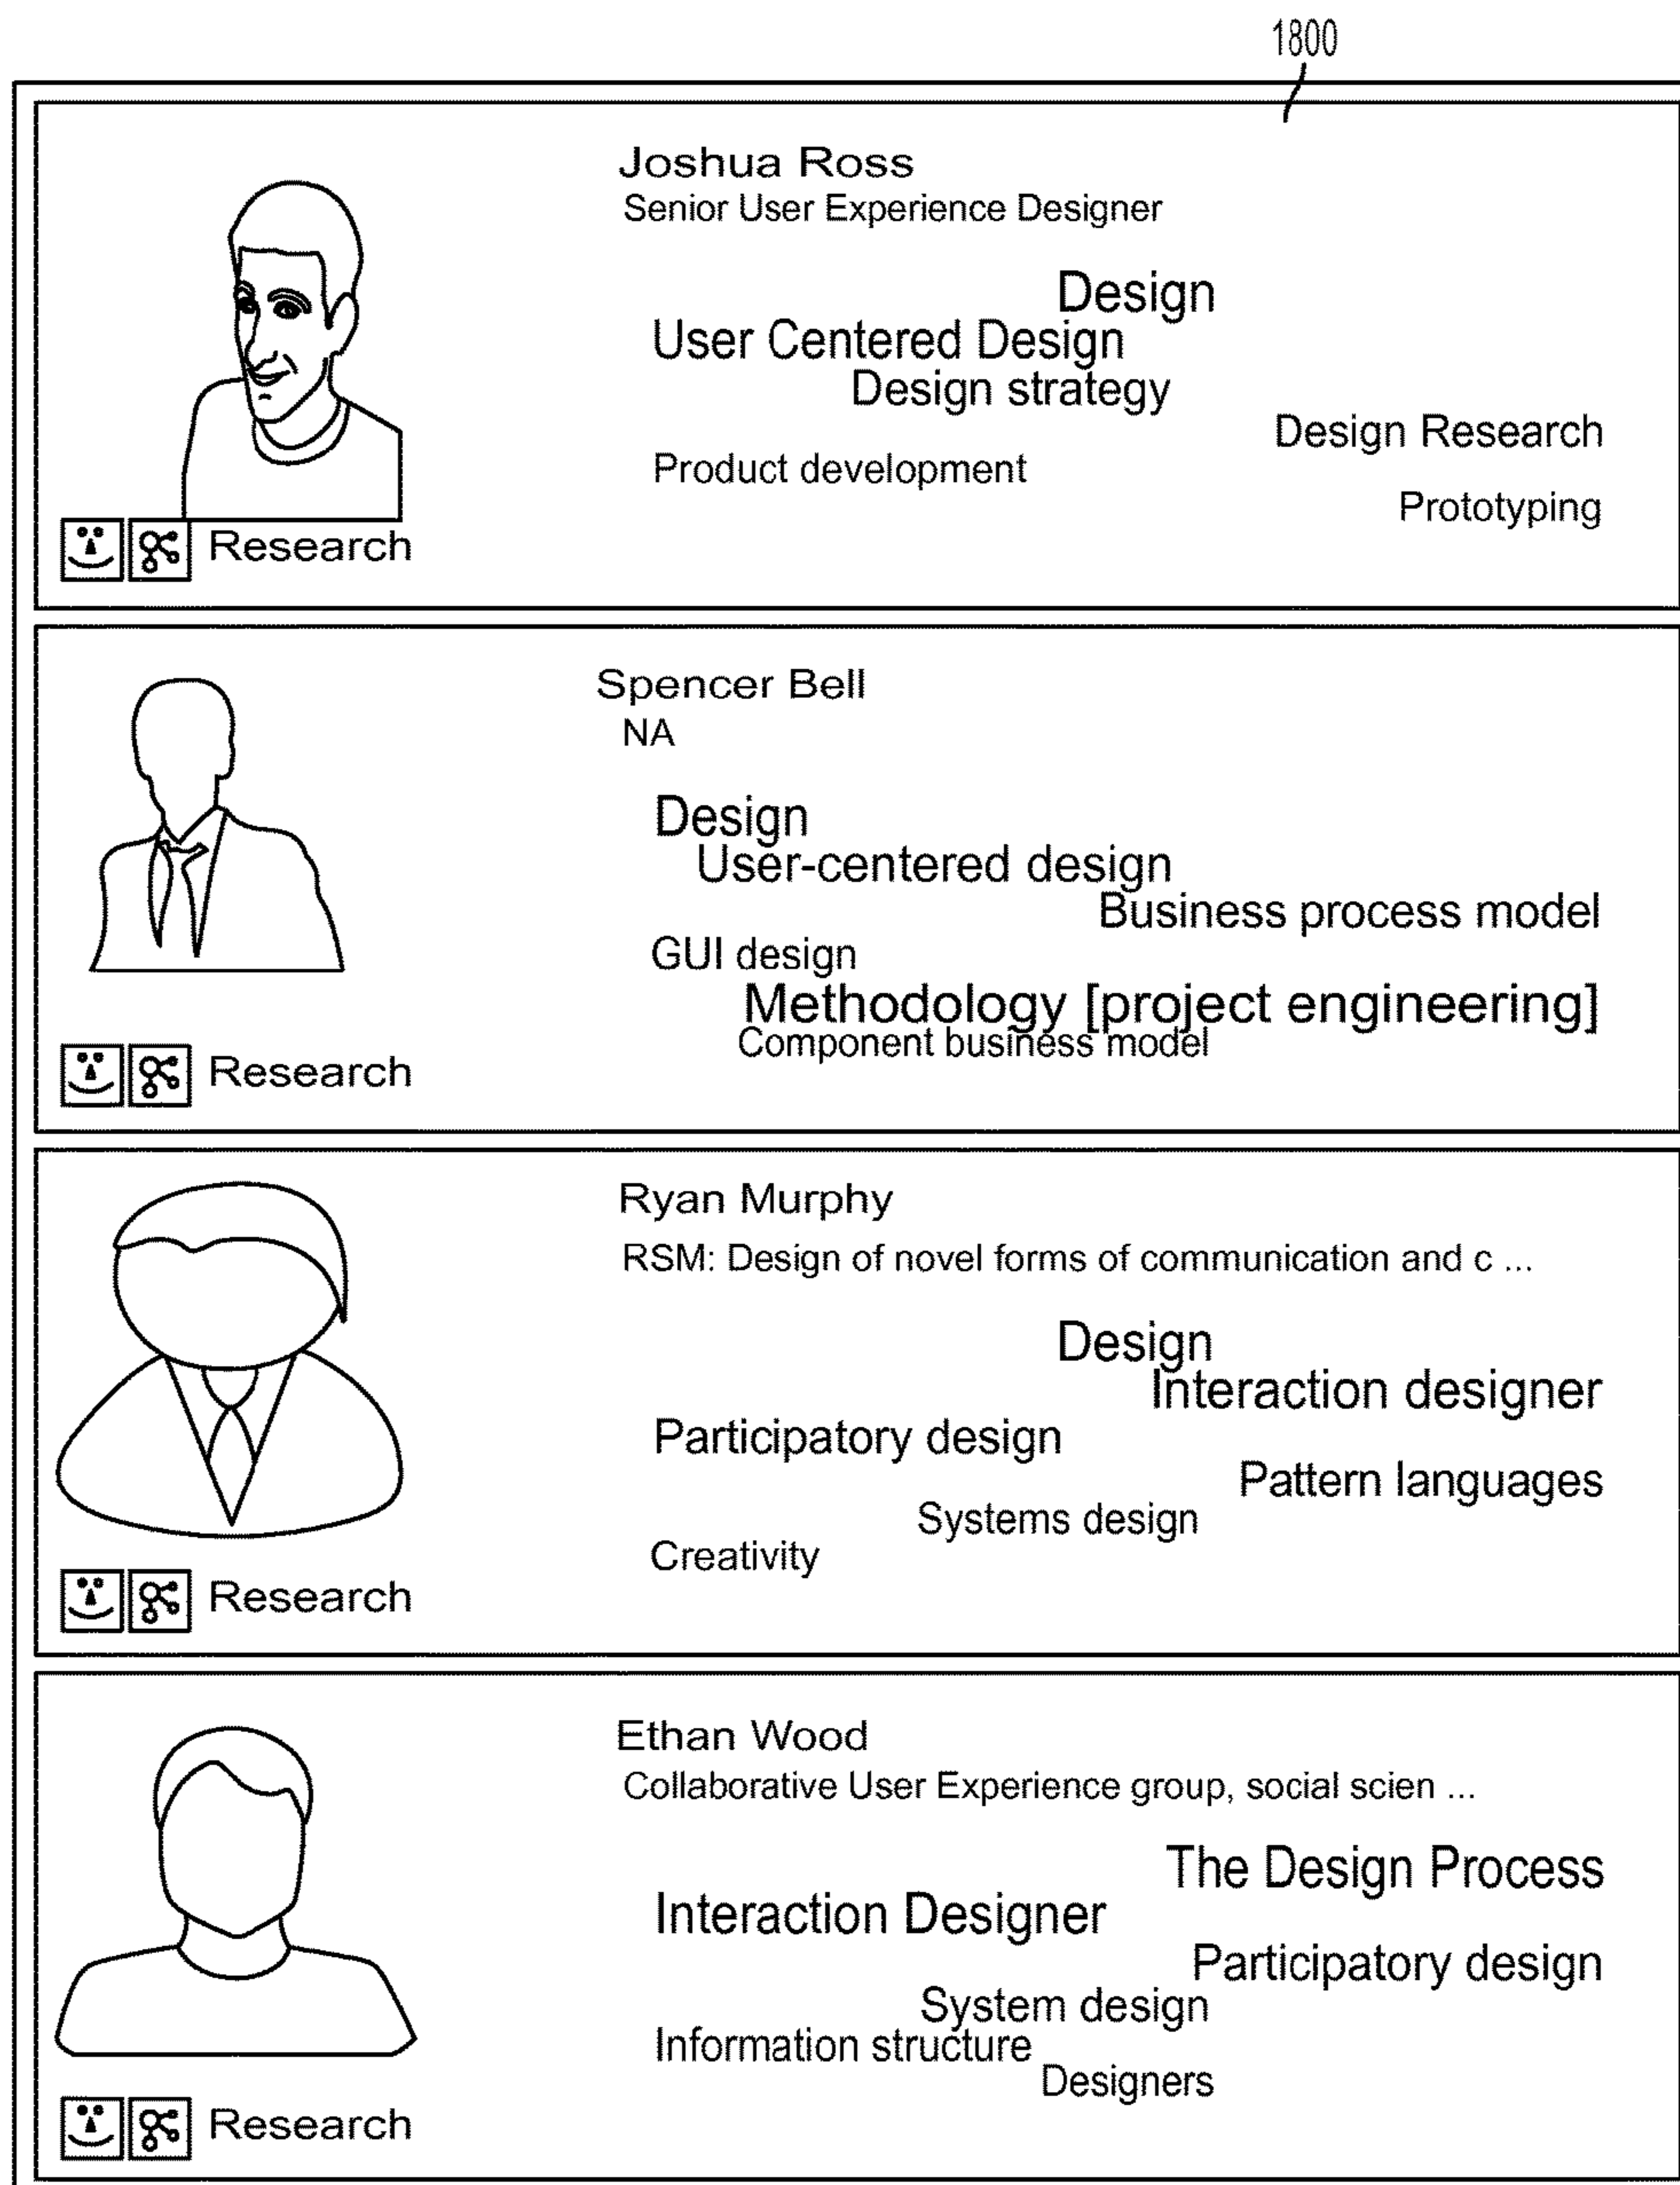 1800
Joshua Ross
Senior User Experience Designer
Design
User Centered Design
Design strategy
Design Research
Product development
Prototyping
Research
Spencer Bell
NA
Design
User-centered design
Business process model
GUI design
Methodology [project engineering]
Component business model
Research
Ryan Murphy
RSM: Design of novel forms of communication and c ...
Design
Interaction designer
Participatory design
Pattern languages
Systems design
Creativity
Research
Ethan Wood
Collaborative User Experience group, social scien ...
The Design Process
Interaction Designer
Participatory design
System design
Information structure
Designers
Research